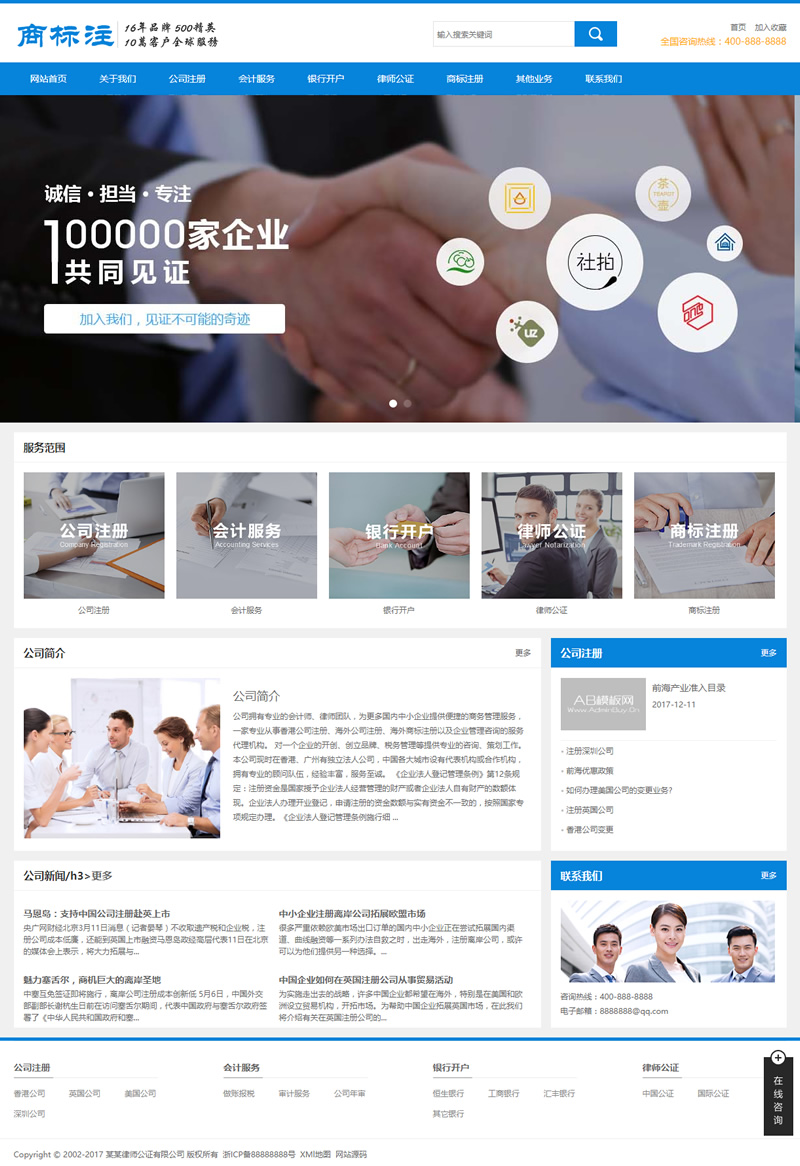 商标注
16年品牌 500精英
10万客户全球服务
输入搜索关键词
首页 加入收藏
全国咨询热线：400-888-8888
网站首页 关于我们 公司注册 会计服务 银行开户 律师公证 商标注册 其他业务 联系我们
诚信·担当·专注
100000家企业
共同见证
加入我们，见证不可能的奇迹
茶壶
TEAPOT
社拍
UZ
服务范围
公司注册
Company Registration
会计服务
Accounting Services
银行开户
Bank Account
律师公证
Lawyer Notarization
商标注册
Trademark Registration
公司注册 会计服务 银行开户 律师公证 商标注册
公司简介 更多
公司简介
公司拥有专业的会计师、律师团队，为更多国内中小企业提供便捷的商务管理服务，
一家专业从事香港公司注册、海外公司注册、海外商标注册以及企业管理咨询的服务
代理机构。 对一个企业的开创、创立品牌、税务管理等提供专业的咨询、策划工作。
本公司现时在香港、广州有独立法人公司，中国各大城市设有代表机构或合作机构，
拥有专业的顾问队伍，经验丰富，服务至诚。 《企业法人登记管理条例》第12条规
定：注册资金是国家授予企业法人经营管理的财产或者企业法人自有财产的数额体
现。企业法人办理开业登记，申请注册的资金数额与实有资金不一致的，按照国家专
项规定办理。《企业法人登记管理条例施行细 ...
公司注册 更多
AB模板网
Www.AdminBuy.Cn
前海产业准入目录
2017-12-11
· 注册深圳公司
· 前海优惠政策
· 如何办理美国公司的变更业务?
· 注册英国公司
· 香港公司变更
公司新闻/h3>更多
马恩岛：支持中国公司注册赴英上市
央广网财经北京3月11日消息（记者晏琴）不收取遗产税和企业税，注
册公司成本低廉，还能到英国上市融资马恩岛政经高层代表11日在北京
的媒体会上表示，将大力拓展与...
中小企业注册离岸公司拓展欧盟市场
很多严重依赖欧美市场出口订单的国内中小企业正在尝试拓展国内渠
道、曲线融资等一系列办法自救之时，出走海外，注册离岸公司，或许
可以为他们提供另一种选择。...
魅力塞舌尔，商机巨大的离岸圣地
中塞互免签证即将施行，离岸公司注册成本创新低 5月6日，中国外交
部副部长谢杭生日前在访问塞舌尔期间，代表中国政府与塞舌尔政府签
署了《中华人民共和国政府和塞...
中国企业如何在英国注册公司从事贸易活动
为实施走出去的战略，许多中国企业都希望在海外，特别是在美国和欧
洲设立贸易机构，开拓市场。为帮助中国企业拓展英国市场，在此我们
将介绍有关在英国注册公司的...
联系我们 更多
咨询热线：400-888-8888
电子邮箱：8888888@qq.com
公司注册
香港公司 英国公司 美国公司
深圳公司
会计服务
做账报税 审计服务 公司年审
银行开户
恒生银行 工商银行 汇丰银行
其它银行
律师公证
中国公证 国际公证
在线咨询
Copyright © 2002-2017 某某律师公证有限公司 版权所有 浙ICP备88888888号 XMl地图 网站源码